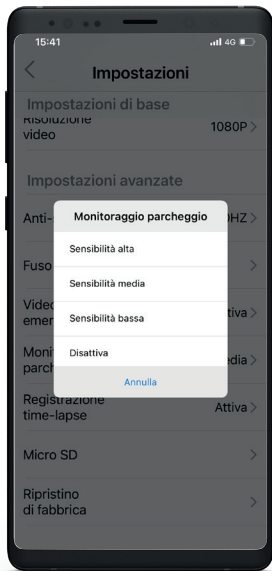 15:41
4G
Impostazioni
Impostazioni di base
Risoluzione
video
1080P >
Impostazioni avanzate
Anti-
HZ >
Monitoraggio parcheggio
Sensibilità alta
Sensibilità media
Sensibilità bassa
Disattiva
Annulla
Fuso
Video
emer
tiva >
Moni
parch
edia >
Registrazione
time-lapse
Attiva >
Micro SD
Ripristino
di fabbrica